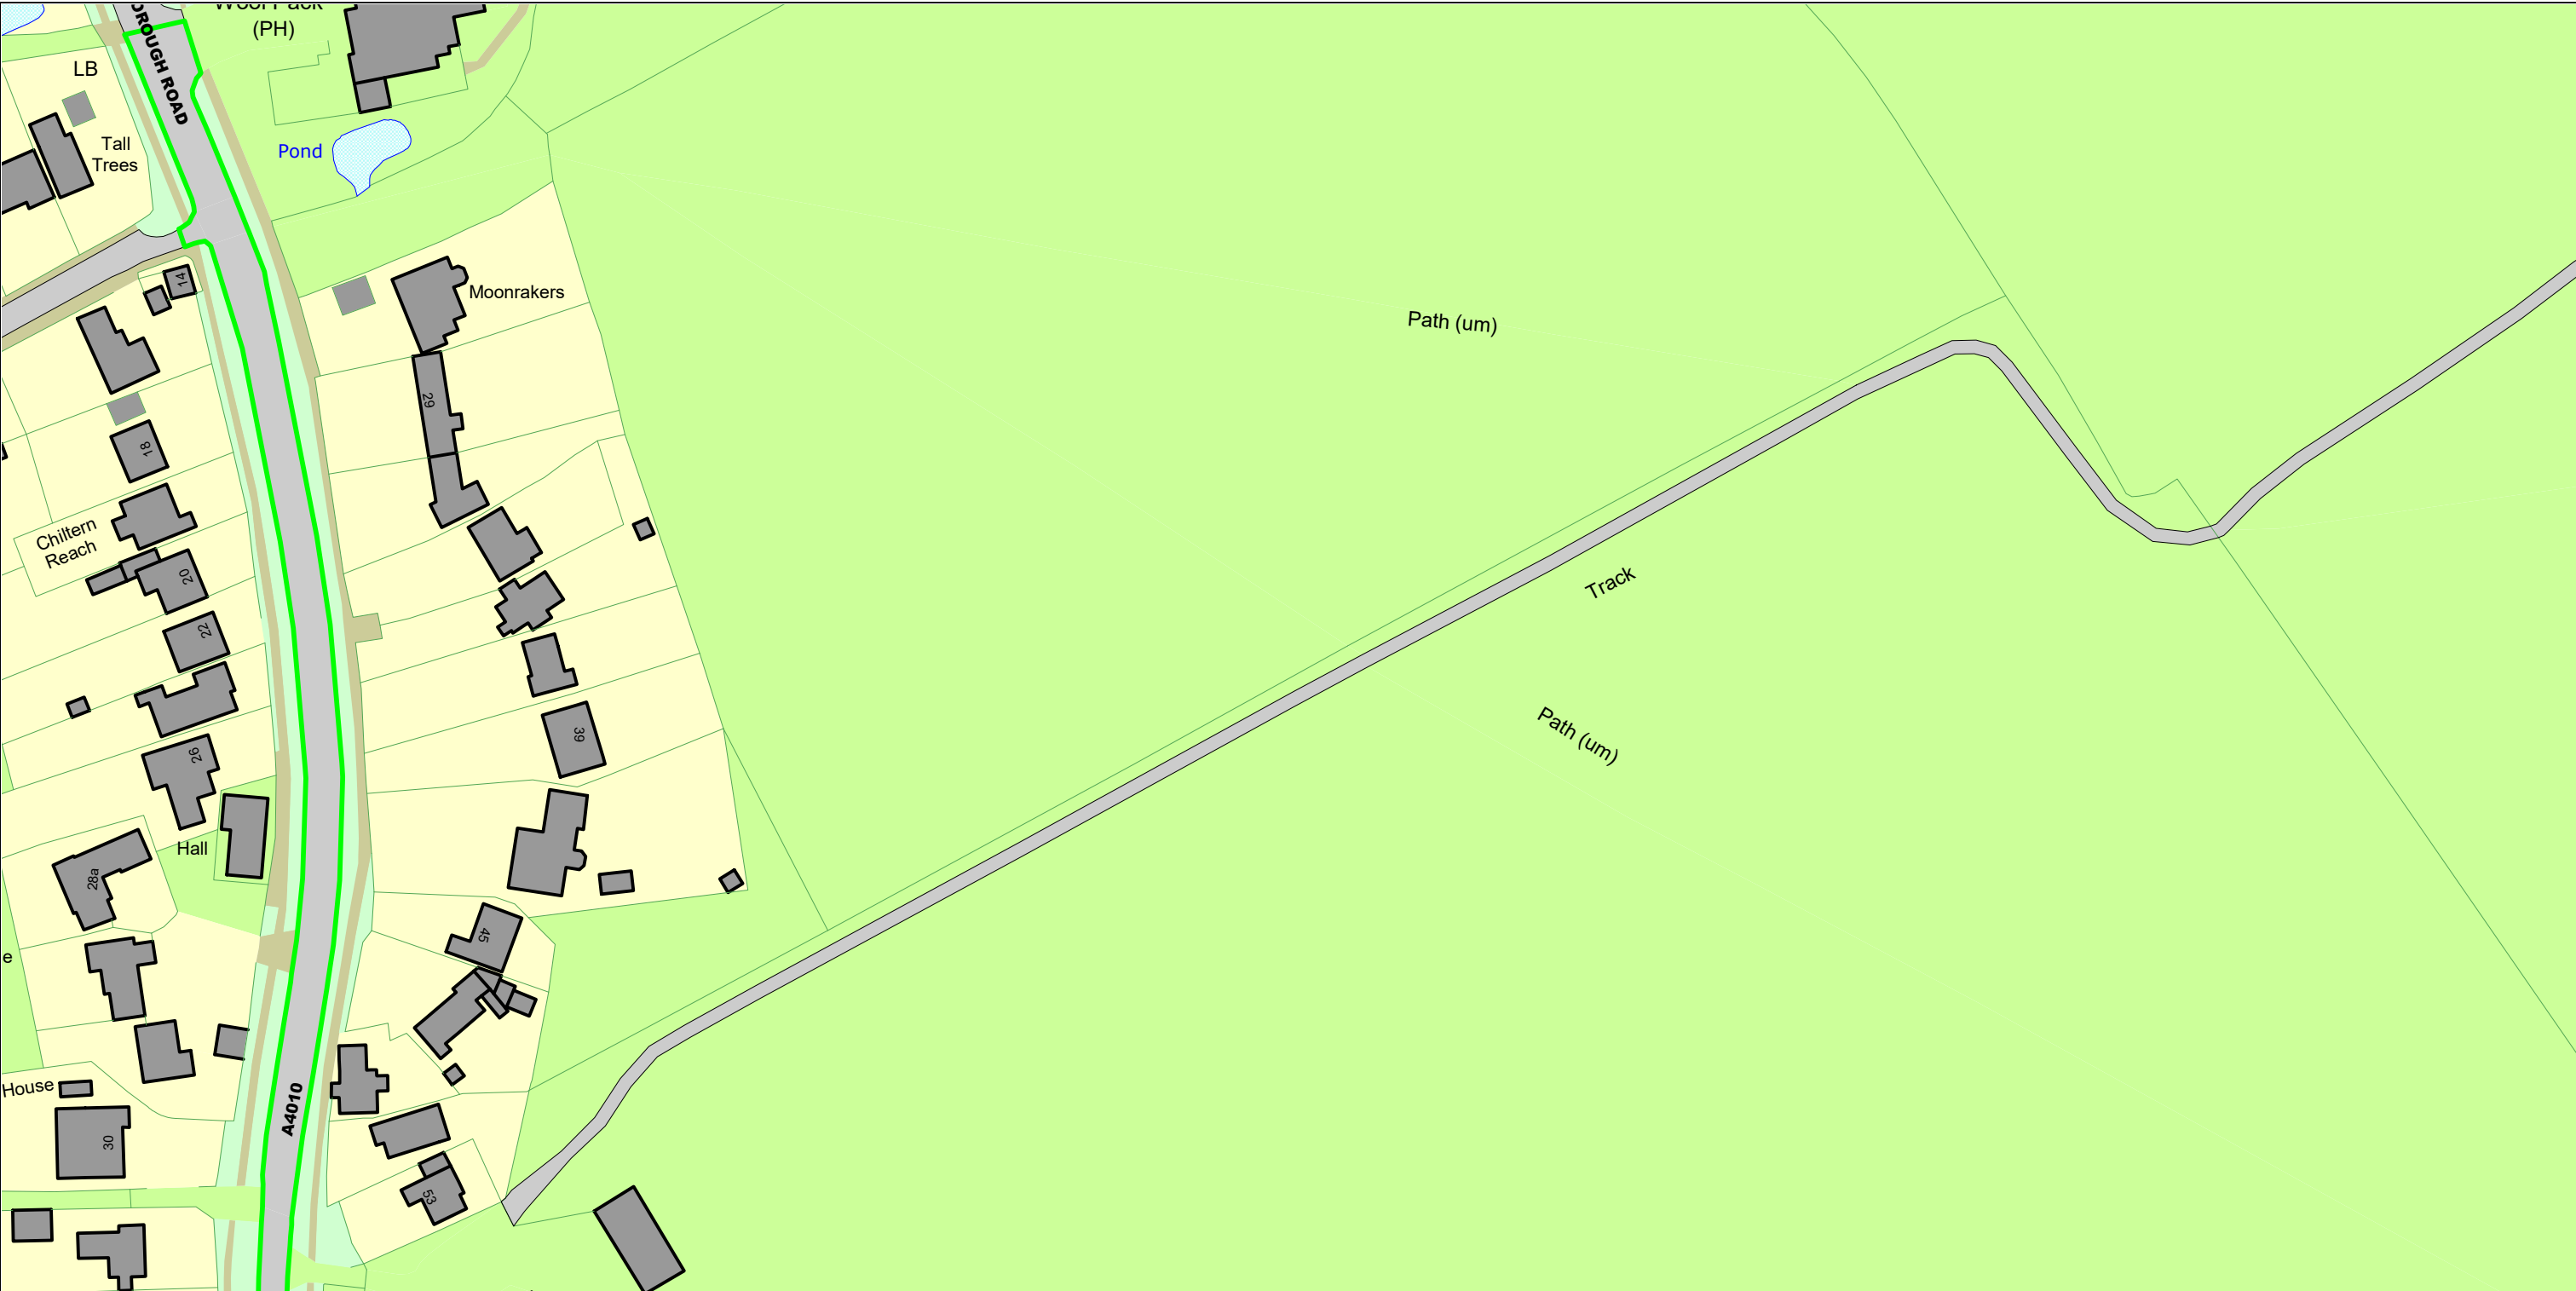 (PH)
OROUGH ROAD
LB
Tall
Trees
Pond
14
Moonrakers
Path (um)
29
18
Chiltern
Reach
20
22
Track
26
39
Path (um)
Hall
28a
45
e
House
A4010
30
53